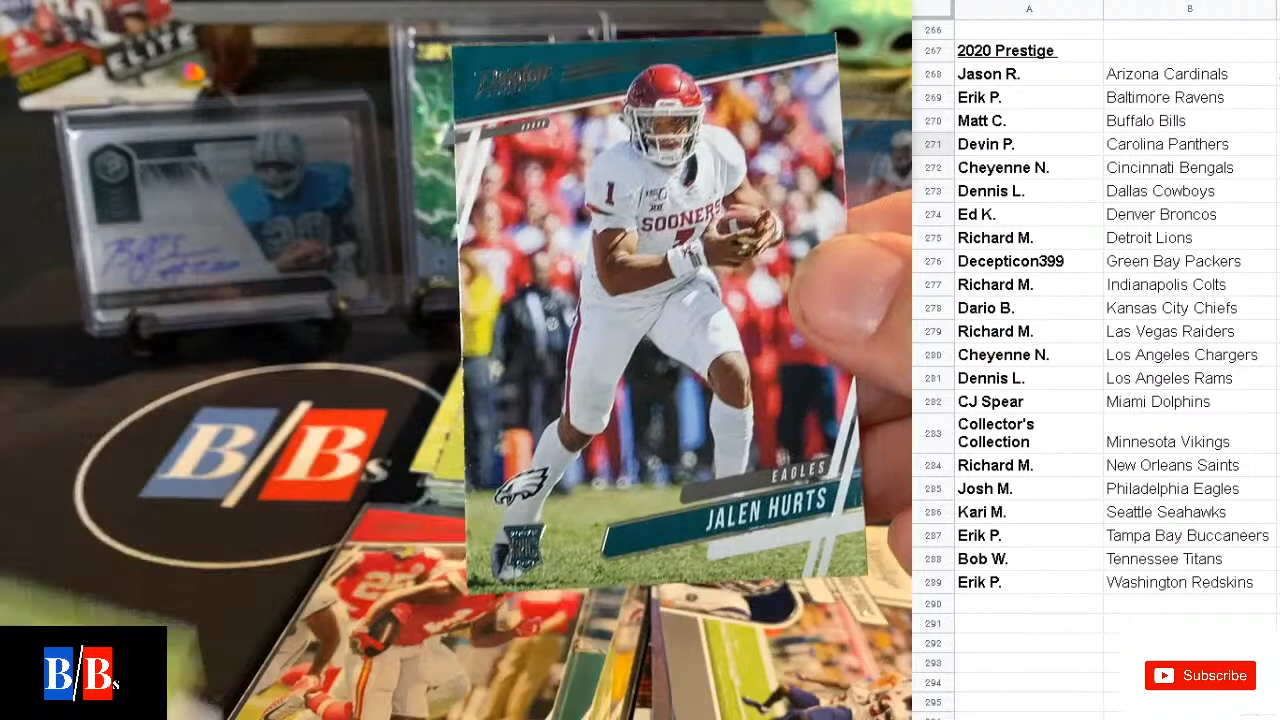 A B
266
267 2020 Prestige
268 Jason R. Arizona Cardinals
269 Erik P. Baltimore Ravens
270 Matt C. Buffalo Bills
271 Devin P. Carolina Panthers
272 Cheyenne N. Cincinnati Bengals
273 Dennis L. Dallas Cowboys
274 Ed K. Denver Broncos
275 Richard M. Detroit Lions
276 Decepticon399 Green Bay Packers
277 Richard M. Indianapolis Colts
278 Dario B. Kansas City Chiefs
279 Richard M. Las Vegas Raiders
280 Cheyenne N. Los Angeles Chargers
281 Dennis L. Los Angeles Rams
282 CJ Spear Miami Dolphins
283 Collector's
Collection Minnesota Vikings
284 Richard M. New Orleans Saints
285 Josh M. Philadelphia Eagles
286 Kari M. Seattle Seahawks
287 Erik P. Tampa Bay Buccaneers
288 Bob W. Tennessee Titans
289 Erik P. Washington Redskins
290
291
292
293
294
295
ELITE
Prestige
1
SOONERS
EAGLES
JALEN HURTS
20
B/Bs
B/Bs
Subscribe